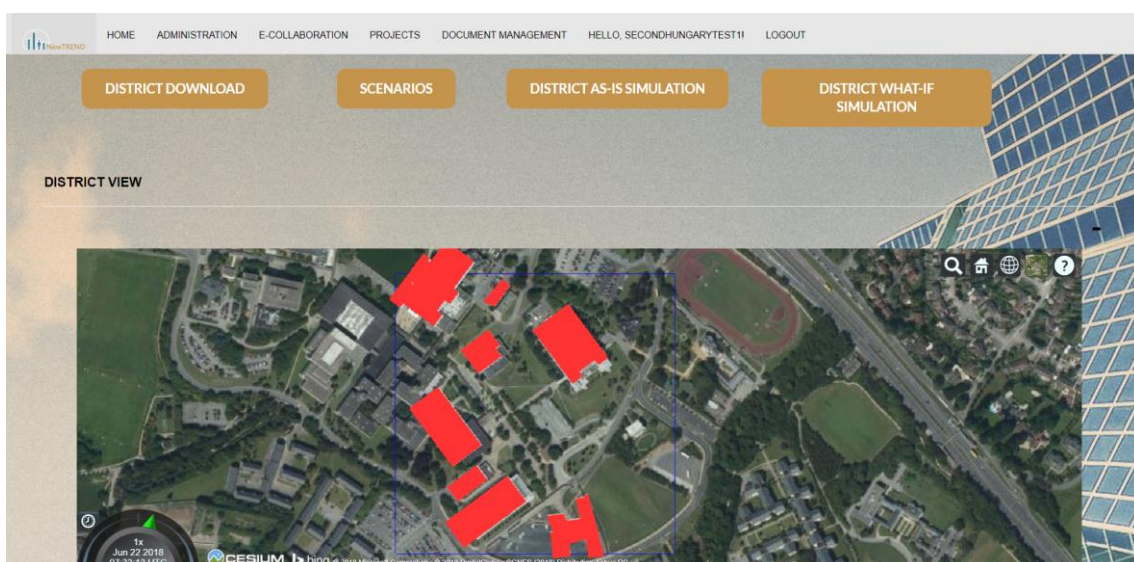 NewTREND
HOME
ADMINISTRATION
E-COLLABORATION
PROJECTS
DOCUMENT MANAGEMENT
HELLO, SECONDHUNGARYTEST1!
LOGOUT
DISTRICT DOWNLOAD
SCENARIOS
DISTRICT AS-IS SIMULATION
DISTRICT WHAT-IF
SIMULATION
DISTRICT VIEW
-
?
1x
Jun 22 2018
CESIUM
bing